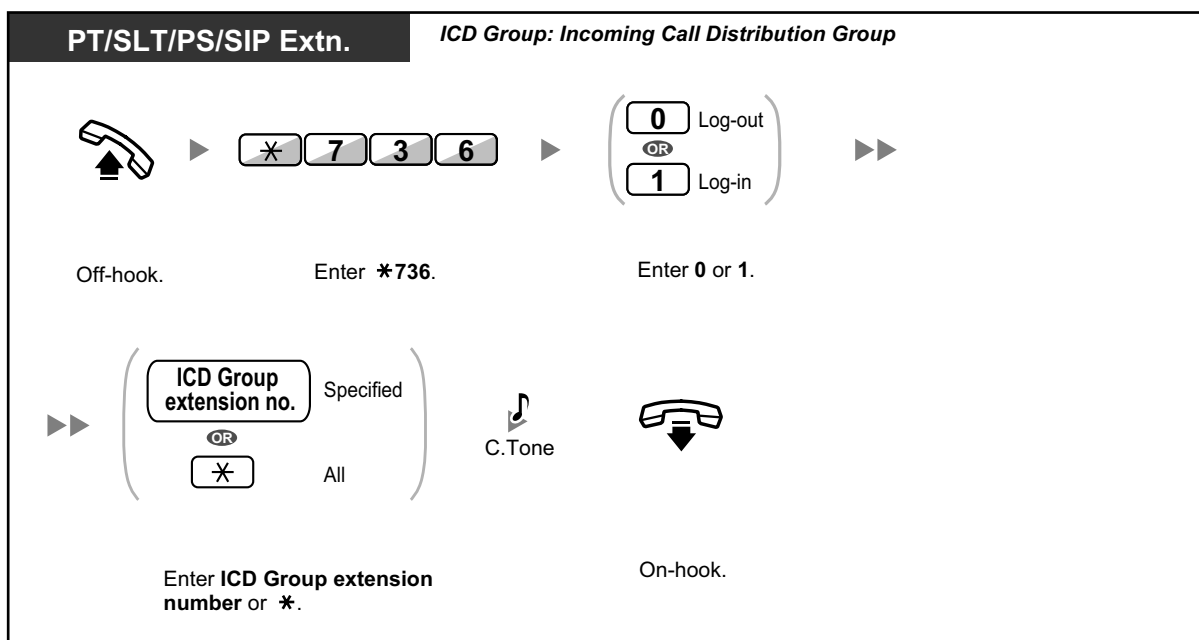 PT/SLT/PS/SIP Extn.
ICD Group: Incoming Call Distribution Group
* 7 3 6
0 Log-out
OR
1 Log-in
Off-hook.
Enter *736.
Enter 0 or 1.
ICD Group
extension no.
Specified
OR
* All
C.Tone
Enter ICD Group extension
number or *.
On-hook.